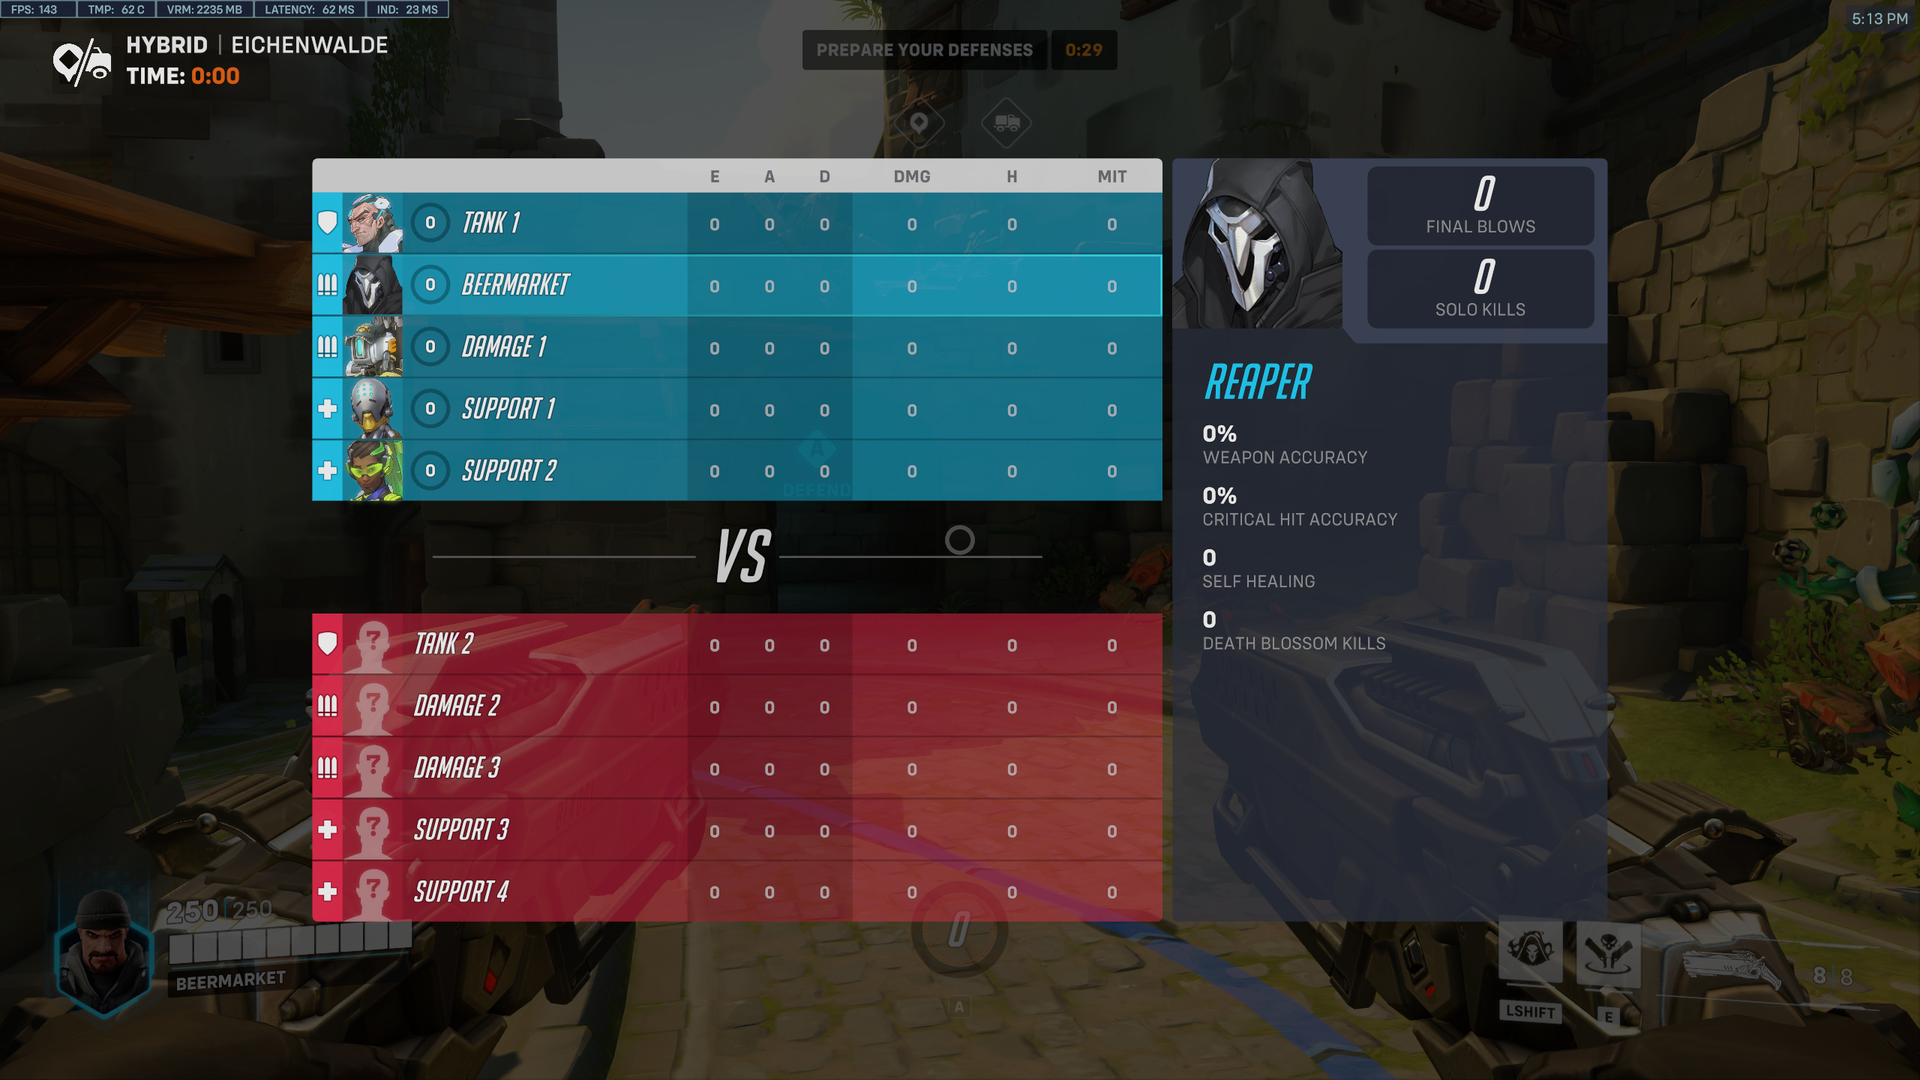 FPS: 143 TMP: 62 C VRM: 2235 MB LATENCY: 62 MS IND: 23 MS
5:13 PM
HYBRID | EICHENWALDE
TIME: 0:00
PREPARE YOUR DEFENSES 0:29
E A D DMG H MIT
0 TANK 1 0 0 0 0 0 0
0 BEERMARKET 0 0 0 0 0 0
0 DAMAGE 1 0 0 0 0 0 0
0 SUPPORT 1 0 0 0 0 0 0
0 SUPPORT 2 0 0 0 0 0 0
A
DEFEND
VS
? TANK 2 0 0 0 0 0 0
? DAMAGE 2 0 0 0 0 0 0
? DAMAGE 3 0 0 0 0 0 0
? SUPPORT 3 0 0 0 0 0 0
? SUPPORT 4 0 0 0 0 0 0
0
FINAL BLOWS
0
SOLO KILLS
REAPER
0%
WEAPON ACCURACY
0%
CRITICAL HIT ACCURACY
0
SELF HEALING
0
DEATH BLOSSOM KILLS
250 | 250
BEERMARKET
0
A
LSHIFT E
8 | 8